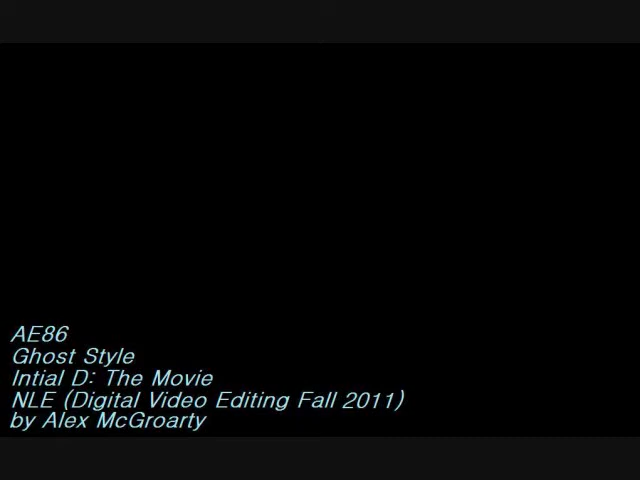 AE86
Ghost Style
Intial D: The Movie
NLE (Digital Video Editing Fall 2011)
by Alex McGroarty